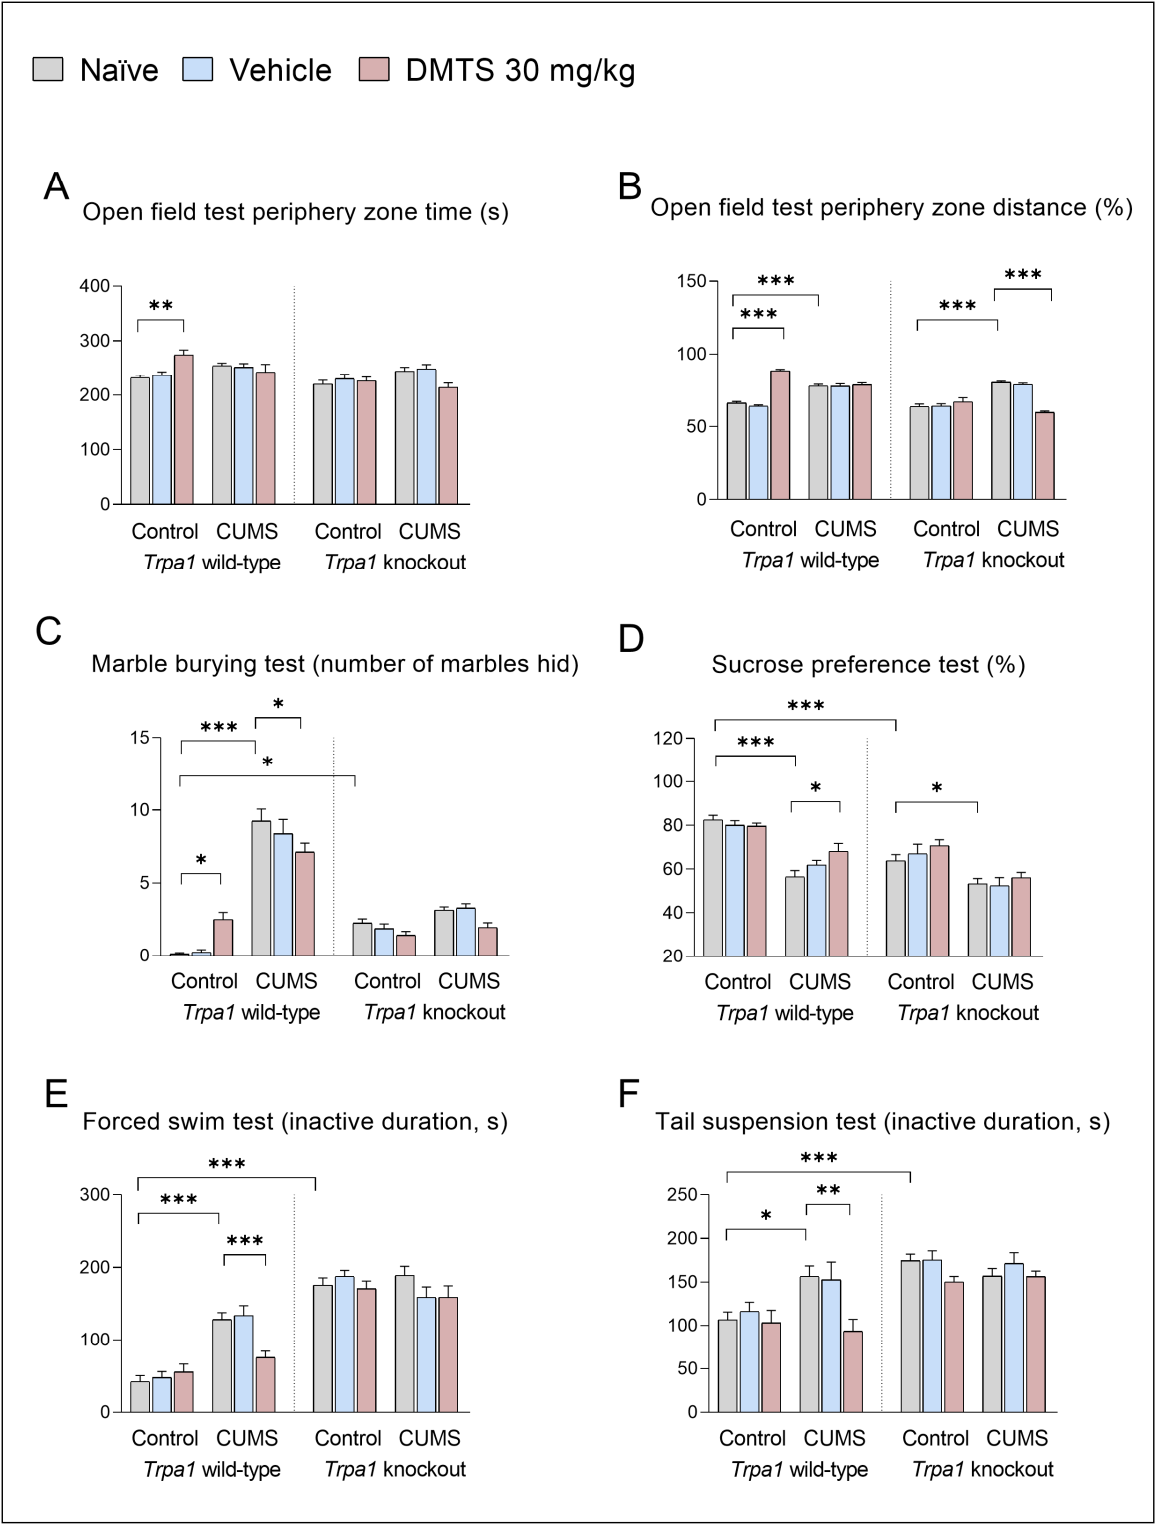 Naïve Vehicle DMTS 30 mg/kg
A
Open field test periphery zone time (s)
400
300
200
100
0
**
Control CUMS Control CUMS
Trpa1 wild-type Trpa1 knockout
B
Open field test periphery zone distance (%)
150
100
50
0
***
***
***
***
Control CUMS Control CUMS
Trpa1 wild-type Trpa1 knockout
C
Marble burying test (number of marbles hid)
15
10
5
0
*
***
*
*
Control CUMS Control CUMS
Trpa1 wild-type Trpa1 knockout
D
Sucrose preference test (%)
120
100
80
60
40
20
***
***
*
*
Control CUMS Control CUMS
Trpa1 wild-type Trpa1 knockout
E
Forced swim test (inactive duration, s)
300
200
100
0
***
***
***
Control CUMS Control CUMS
Trpa1 wild-type Trpa1 knockout
F
Tail suspension test (inactive duration, s)
250
200
150
100
50
0
***
**
*
Control CUMS Control CUMS
Trpa1 wild-type Trpa1 knockout